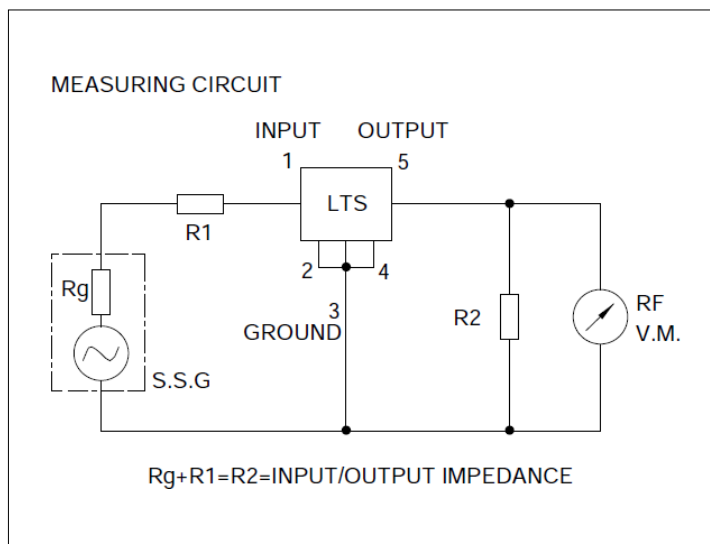 MEASURING CIRCUIT
INPUT
OUTPUT
1
5
LTS
R1
2
4
Rg
3
GROUND
R2
RF
V.M.
S.S.G
Rg+R1=R2=INPUT/OUTPUT IMPEDANCE